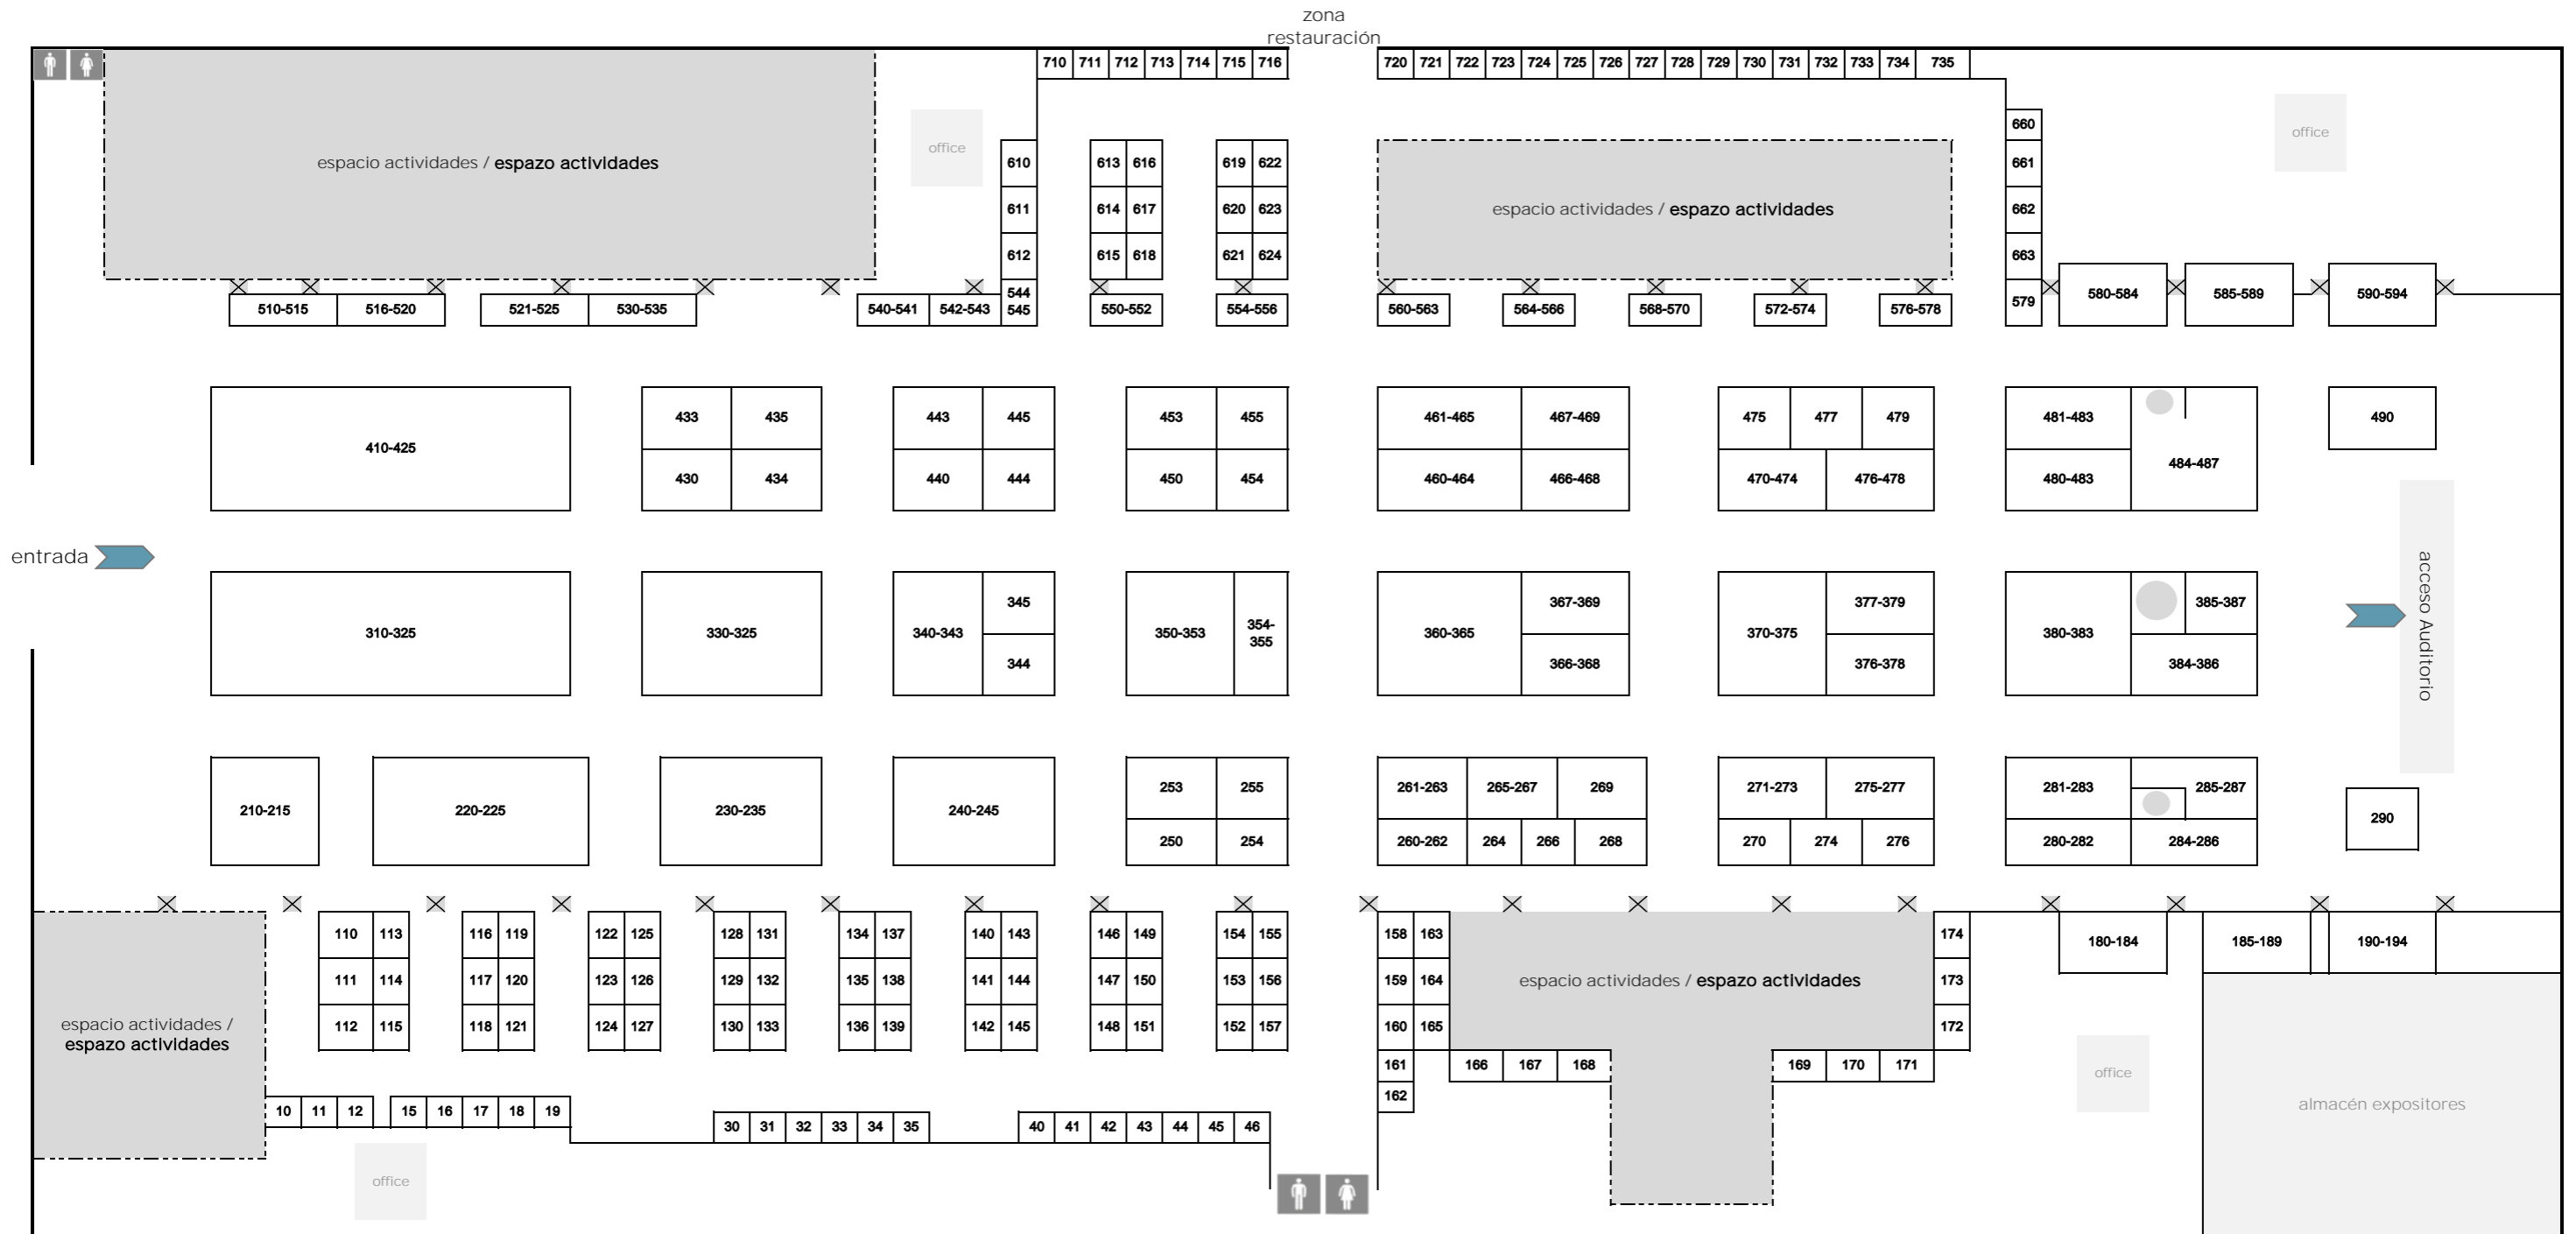 zona
restauración
710 711 712 713 714 715 716 720 721 722 723 724 725 726 727 728 729 730 731 732 733 734 735
office
660
office
espacio actividades / espazo actividades
610 613 616 619 622
661
611 614 617 620 623
espacio actividades / espazo actividades
662
612 615 618 621 624
663
510-515 516-520 521-525 530-535 540-541 542-543
544
545
550-552 554-556 560-563 564-566 568-570 572-574 576-578 579 580-584 585-589 590-594
410-425
433 435 443 445 453 455 461-465 467-469 475 477 479 481-483 490
430 434 440 444 450 454 460-464 466-468 470-474 476-478 480-483 484-487
entrada
acceso Auditorio
345 367-369 377-379 385-387
310-325 330-325 340-343 350-353
354-
355
360-365 370-375 380-383
344 366-368 376-378 384-386
253 255 261-263 265-267 269 271-273 275-277 281-283 285-287
210-215 220-225 230-235 240-245 290
250 254 260-262 264 266 268 270 274 276 280-282 284-286
110 113 116 119 122 125 128 131 134 137 140 143 146 149 154 155 158 163 174 180-184 185-189 190-194
111 114 117 120 123 126 129 132 135 138 141 144 147 150 153 156 159 164
espacio actividades / espazo actividades
173
espacio actividades /
espazo actividades
112 115 118 121 124 127 130 133 136 139 142 145 148 151 152 157 160 165 172
161 166 167 168 169 170 171
office
162
almacén expositores
10 11 12 15 16 17 18 19
30 31 32 33 34 35 40 41 42 43 44 45 46
office